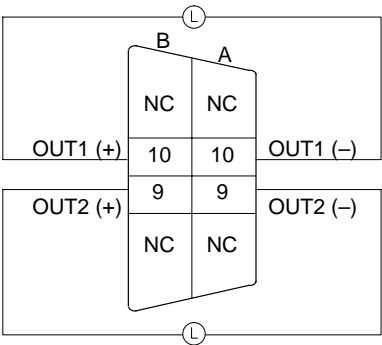 L
B A
NC NC
OUT1 (+) 10 10 OUT1 (–)
OUT2 (+) 9 9 OUT2 (–)
NC NC
L